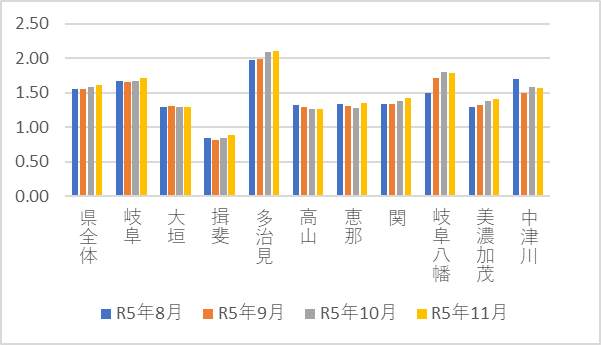 2.50
2.00
1.50
1.00
0.50
0.00
県全体
岐阜
大垣
揖斐
多治見
高山
恵那
関
岐阜八幡
美濃加茂
中津川
R5年8月 R5年9月 R5年10月 R5年11月